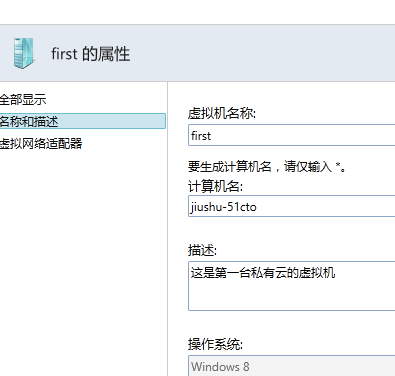 first 的属性
全部显示
名称和描述
虚拟网络适配器
虚拟机名称:
first
要生成计算机名，请仅输入 *。
计算机名:
jiushu-51cto
描述:
这是第一台私有云的虚拟机
操作系统:
Windows 8